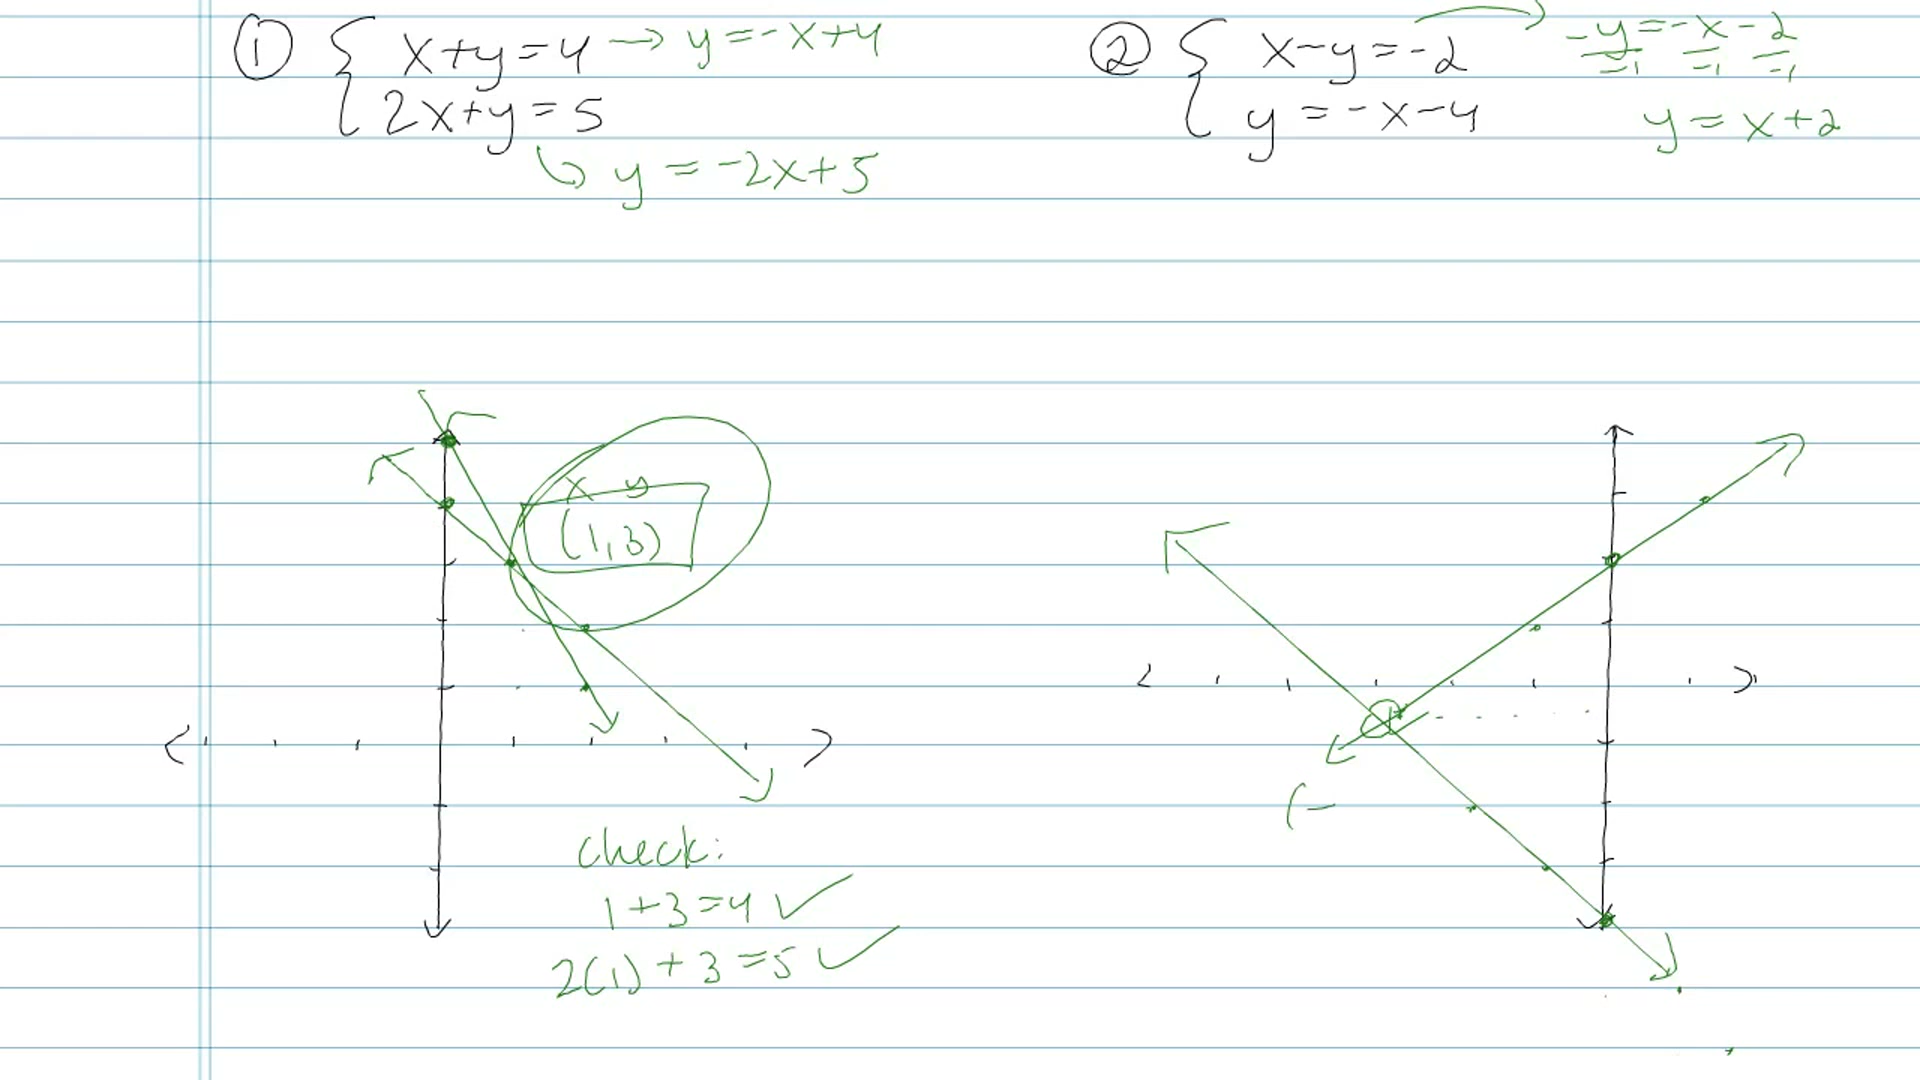 ① { x+y=4 → y=-x+4
2x+y=5
↳ y=-2x+5
x y
(1,3)
check:
1+3=4 ✓
2(1)+3=5 ✓
② { x-y=-2 → -y=-x-2
-1 -1 -1
y=-x-4
y=x+2
(-